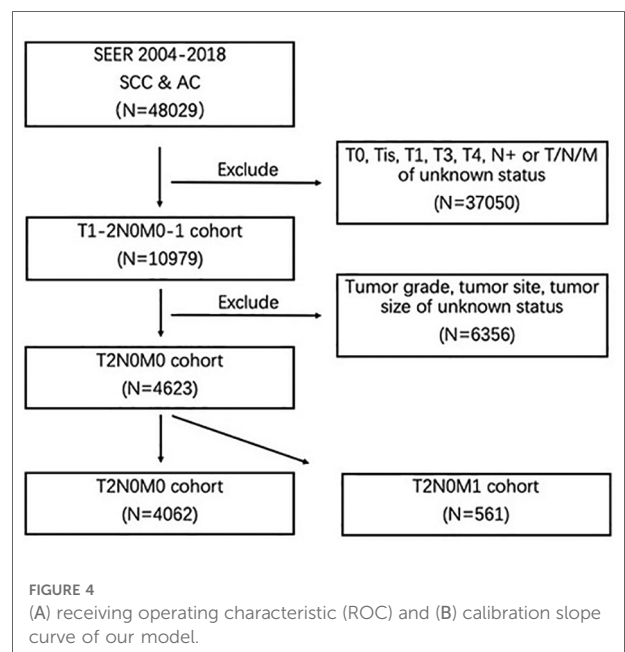 SEER 2004-2018
SCC & AC
(N=48029)
Exclude
T0, Tis, T1, T3, T4, N+ or T/N/M
of unknown status
(N=37050)
T1-2N0M0-1 cohort
(N=10979)
Exclude
Tumor grade, tumor site, tumor
size of unknown status
(N=6356)
T2N0M0 cohort
(N=4623)
T2N0M0 cohort
(N=4062)
T2N0M1 cohort
(N=561)
FIGURE 4
(A) receiving operating characteristic (ROC) and (B) calibration slope
curve of our model.